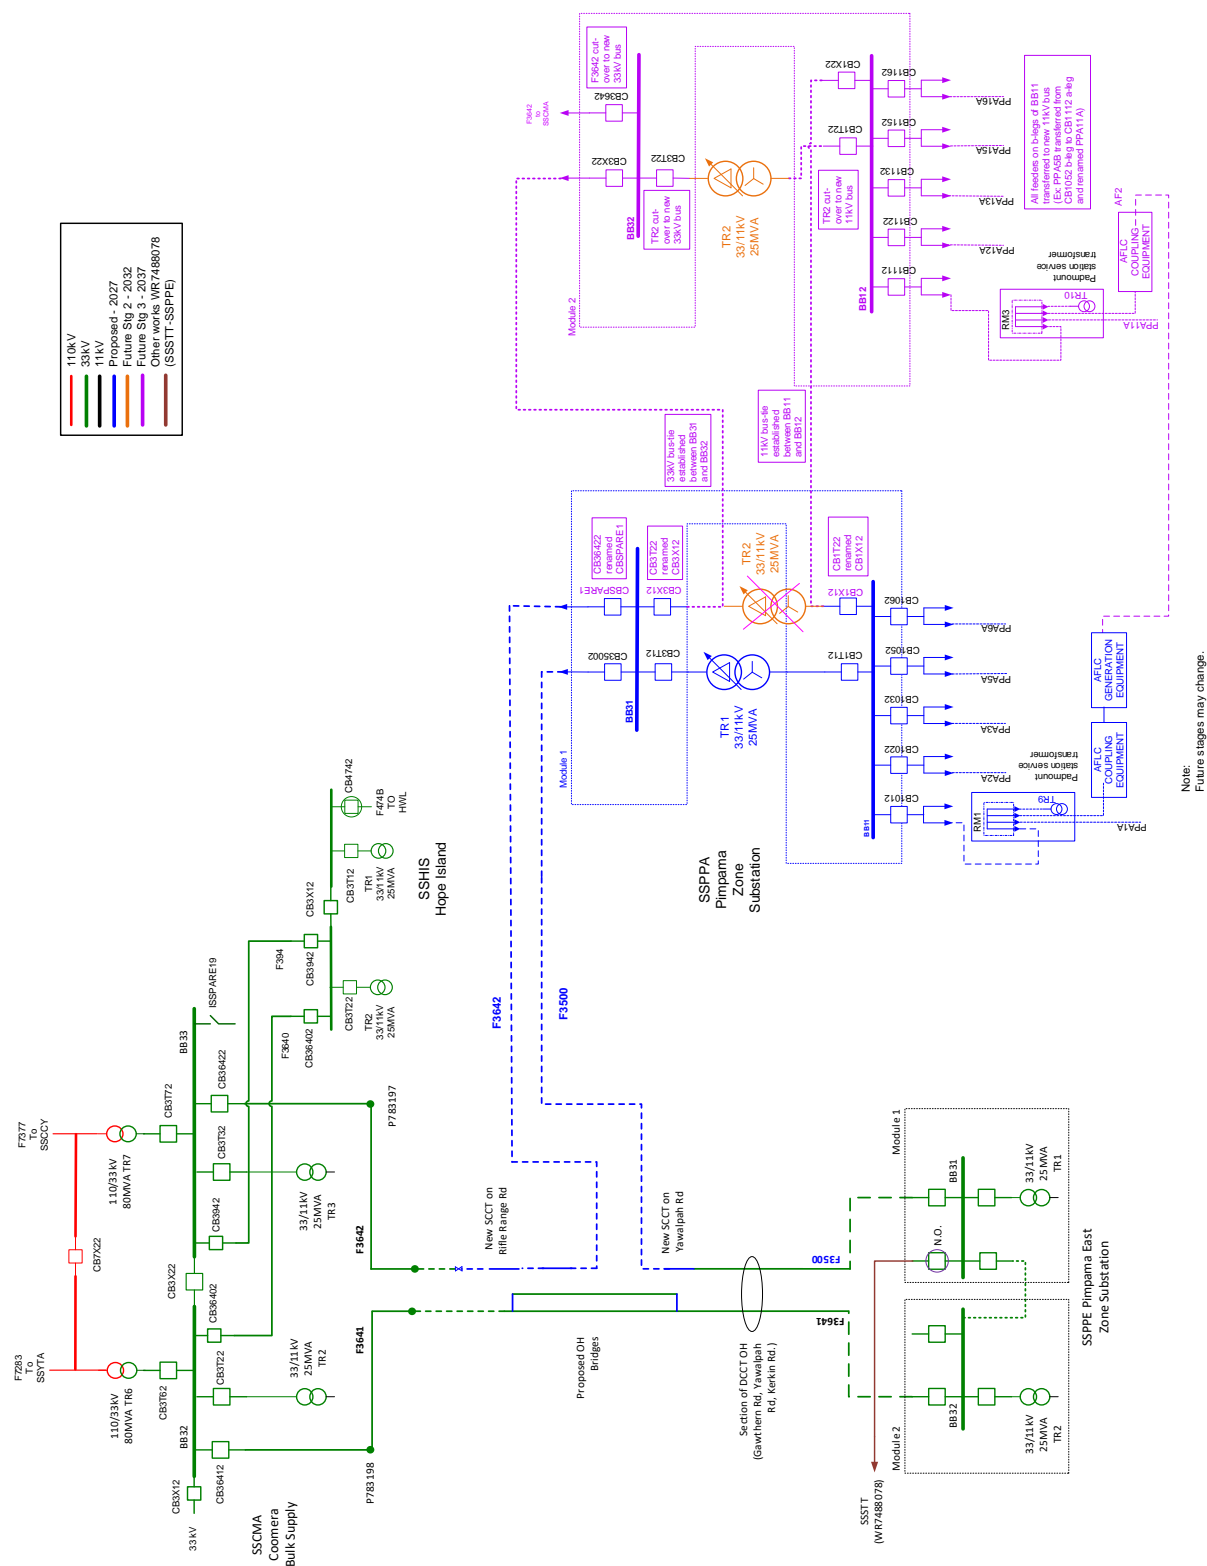 110kV
33kV
11kV
Proposed - 2027
Future Stg 2 - 2032
Future Stg 3 - 2037
Other works WR7488078
(SSSTT -SSPPE)
F7283
To
SSYTA
F7377
To
SSCCY
CB7X22
110/33kV
80MVA TR6
110/33kV
80MVA TR7
CB3T62
CB3T72
33kV
CB3X12
BB32
CB36412
CB3T22
CB36402
CB3X22
CB3942
CB3T32
CB36422
BB33
ISSPARE19
33/11kV
25MVA
TR2
33/11kV
25MVA
TR3
SSCMA
Coomera
Bulk Supply
P783198
P783197
F3640
F394
CB36402
CB3942
CB3X12
CB3T22
TR2
33/11kV
25MVA
CB3T12
TR1
33/11kV
25MVA
CB4742
F474B
TO
HWL
SSHIS
Hope Island
F3641
F3642
New SCCT on
Rifle Range Rd
Proposed OH
Bridges
New SCCT on
Yawalpah Rd
Section of DCCT OH
(Gawthern Rd, Yawalpah
Rd, Kerkin Rd.)
F3642
F3500
F3500
F3641
SSSTT
(WR7488078)
Module 2
BB32
33/11kV
25MVA
TR2
Module 1
N.O.
BB31
33/11kV
25MVA
TR1
SSPPE Pimpama East
Zone Substation
SSPPA
Pimpama
Zone
Substation
Module 1
CB35002
CBSPARE1
CB36422
renamed
CBSPARE1
BB31
CB3T12
CB3X12
CB3T22
renamed
CB3X12
TR1
33/11kV
25MVA
TR2
33/11kV
25MVA
CB1T12
CB1X12
CB1T22
renamed
CB1X12
BB11
CB1012
CB1022
CB1032
CB1052
CB1062
PPA2A
PPA3A
PPA5A
PPA6A
RM1
TR9
Padmount
station service
transformer
PPA1A
AFLC
COUPLING
EQUIPMENT
AFLC
GENERATION
EQUIPMENT
33kV bus-tie
established
between BB31
and BB32
11kV bus-tie
established
between BB11
and BB12
Module 2
F3642
to
SSCMA
CB3X22
CB3642
F3642 cut-
over to new
33kV bus
BB32
CB3T22
TR2 cut-
over to new
33kV bus
TR2
33/11kV
25MVA
TR2 cut-
over to new
11kV bus
CB1T22
CB1X22
BB12
CB1112
CB1122
CB1132
CB1152
CB1162
PPA12A
PPA13A
PPA15A
PPA16A
RM3
TR10
Padmount
station service
transformer
PPA11A
AFLC
COUPLING
EQUIPMENT
AF2
All feeders on b-legs of BB11
transferred to new 11kV bus
(Ex: PPA5B transferred from
CB1052 b-leg to CB1112 a-leg
and renamed PPA11A)
Note:
Future stages may change.